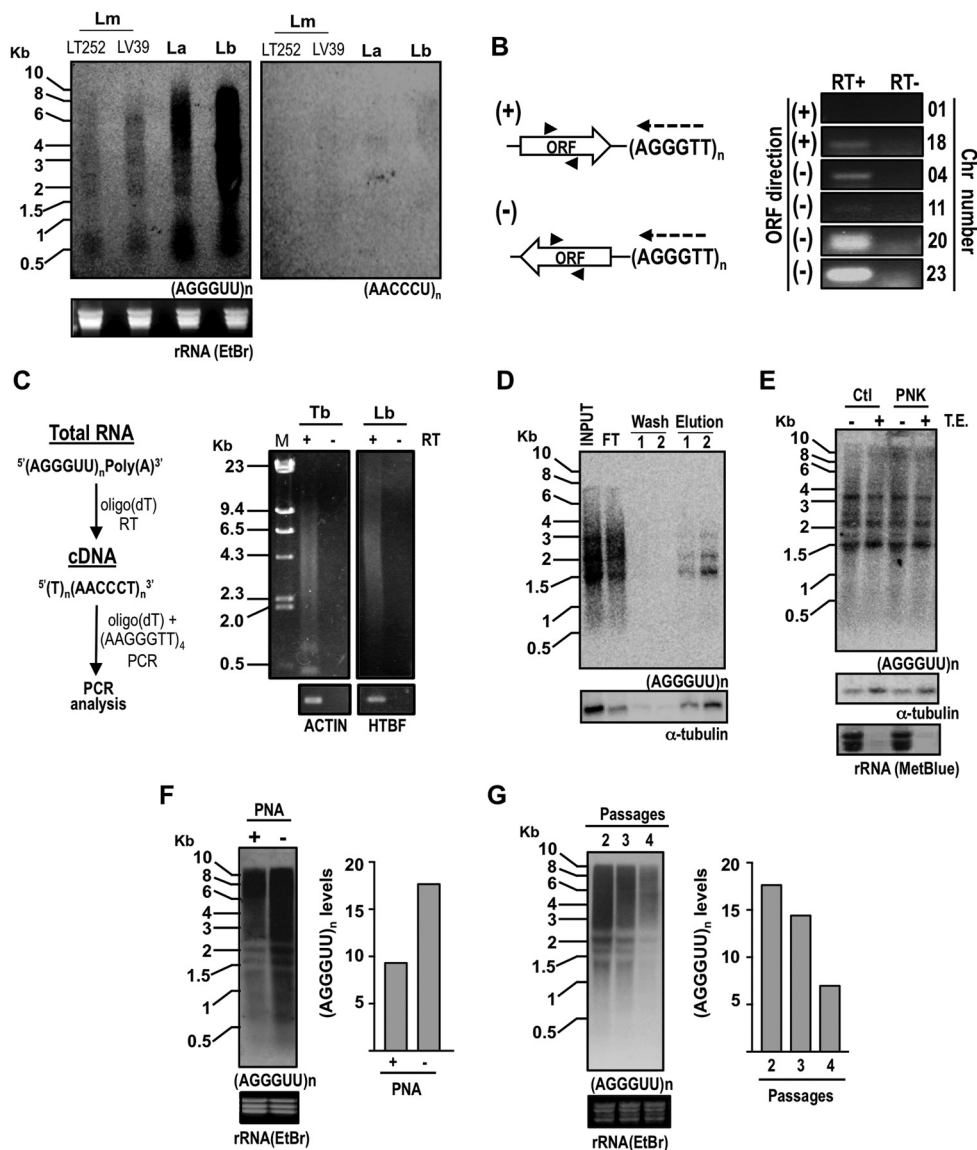 Lm
Lm
Kb
LT252
LV39
La
Lb
LT252
LV39
La
Lb
10
8
6
4
3
2
1.5
1
0.5
(AGGGUU)n
(AACCCU)n
rRNA (EtBr)
B
(+)
ORF
(AGGGTT)n
(-)
ORF
(AGGGTT)n
RT+
RT-
ORF direction
(+)
01
(+)
18
(-)
04
(-)
11
(-)
20
(-)
23
Chr number
C
Total RNA
5'(AGGGUU)nPoly(A)3'
oligo(dT)
RT
cDNA
5'(T)n(AACCCT)n3'
oligo(dT) +
(AAGGGTT)4
PCR
PCR
analysis
Tb
Lb
Kb
M
+
-
+
-
RT
23
9.4
6.5
4.3
2.3
2.0
0.5
ACTIN
HTBF
D
INPUT
FT
Wash
1 2
Elution
1 2
Kb
10
8
6
4
3
2
1.5
1
0.5
(AGGGUU)n
α-tubulin
E
Ctl
PNK
Kb
- + - +
T.E.
10
8
6
4
3
2
1.5
1
0.5
(AGGGUU)n
α-tubulin
rRNA (MetBlue)
F
PNA
Kb
+ -
10
8
6
4
3
2
1.5
1
0.5
(AGGGUU)n
rRNA(EtBr)
(AGGGUU)n levels
20
15
10
5
+ -
PNA
G
Passages
Kb
2 3 4
10
8
6
4
3
2
1.5
1
0.5
(AGGGUU)n
rRNA(EtBr)
(AGGGUU)n levels
20
15
10
5
2 3 4
Passages